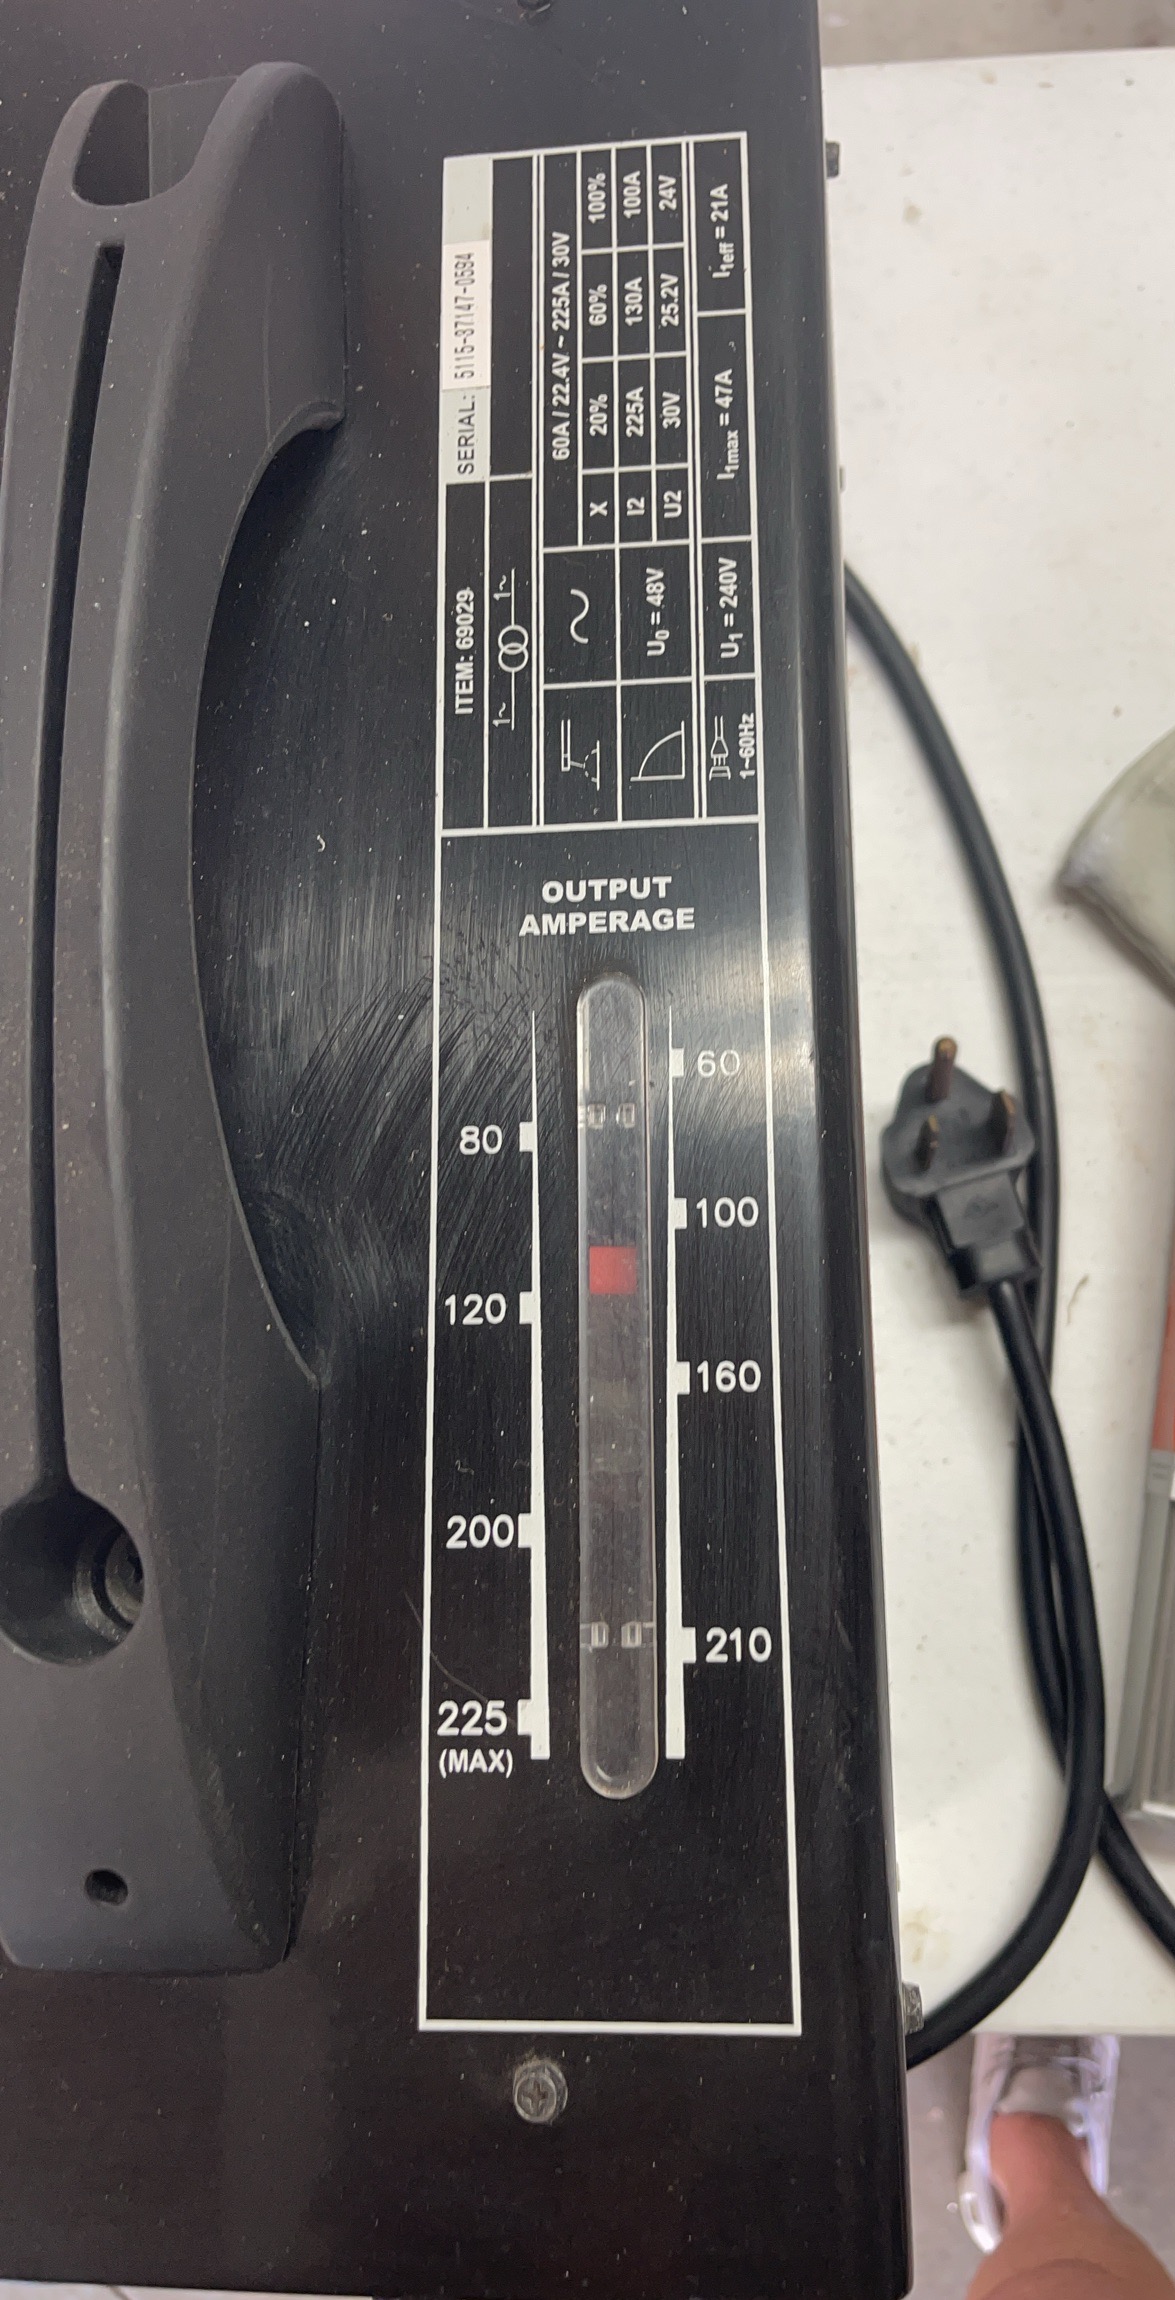 ITEM: 69029
SERIAL: 5115-37147-0594
1~ 1~
60A / 22.4V ~ 225A / 30V
X 20% 60% 100%
I2 225A 130A 100A
U2 30V 25.2V 24V
U0 = 48V
1~60Hz
U1 = 240V
I1max = 47A
I1eff = 21A
OUTPUT
AMPERAGE
60
80
100
120
160
200
210
225
(MAX)